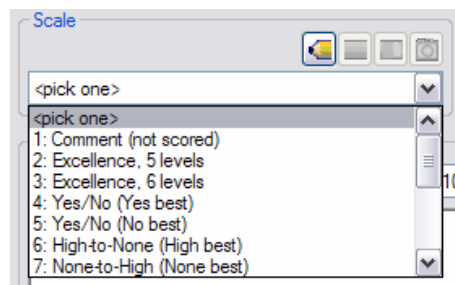 Scale
<pick one>
<pick one>
1: Comment (not scored)
2: Excellence, 5 levels
3: Excellence, 6 levels
4: Yes/No (Yes best)
5: Yes/No (No best)
6: High-to-None (High best)
7: None-to-High (None best)